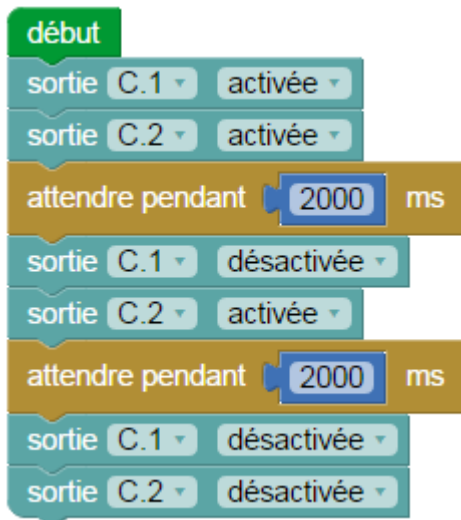 début
sortie C.1 activée
sortie C.2 activée
attendre pendant 2000 ms
sortie C.1 désactivée
sortie C.2 activée
attendre pendant 2000 ms
sortie C.1 désactivée
sortie C.2 désactivée